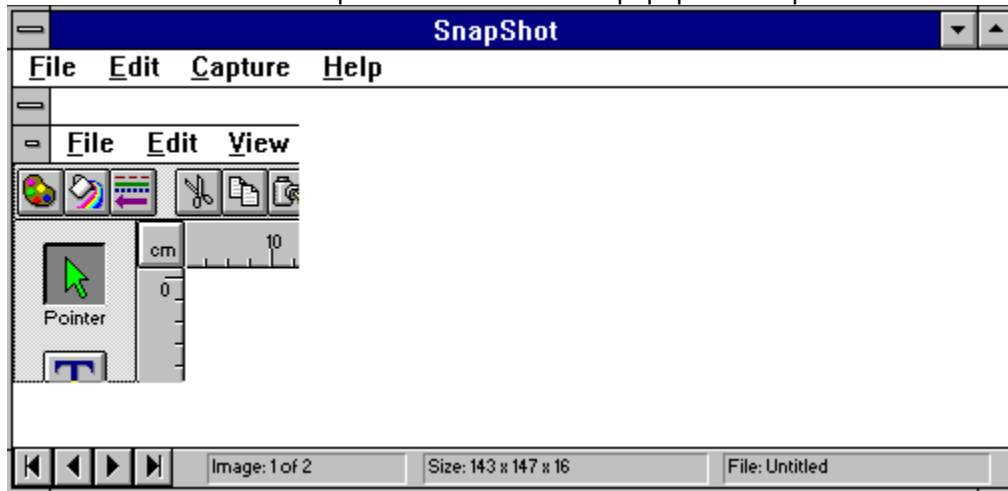 SnapShot
File Edit Capture Help
File Edit View
cm 10
0
Pointer
T
Image: 1 of 2 Size: 143 x 147 x 16 File: Untitled